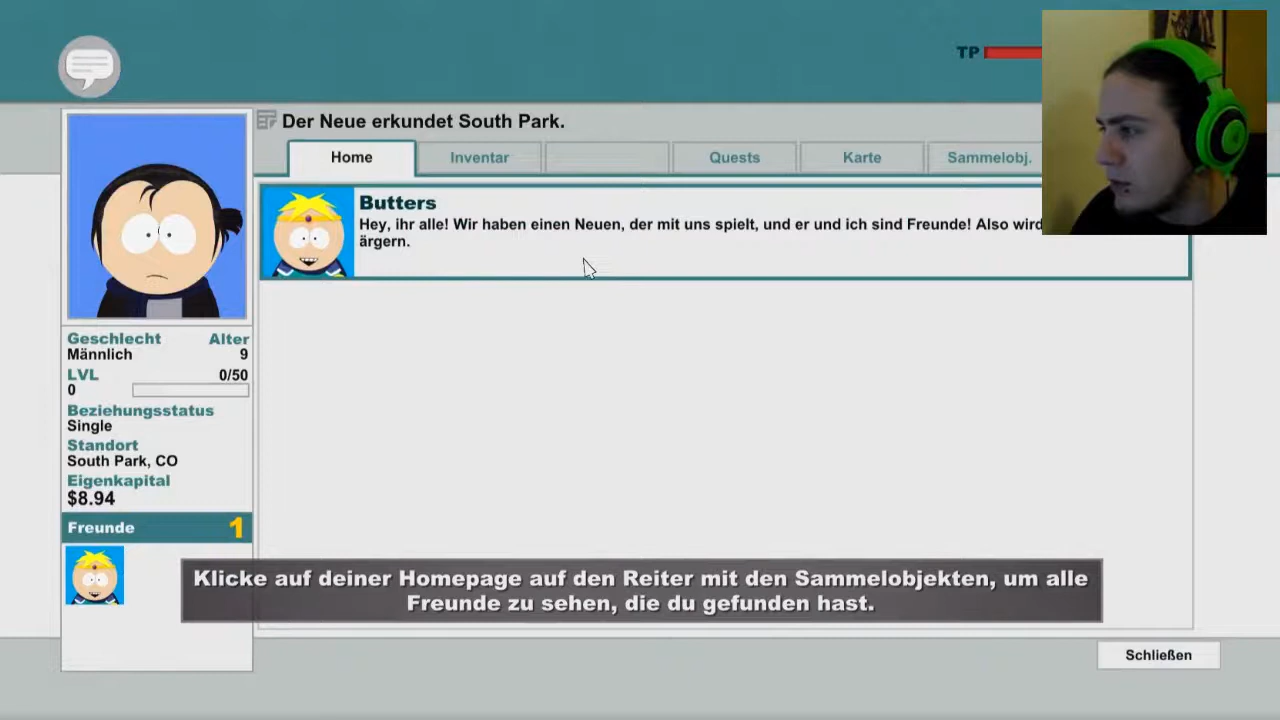 TP
Der Neue erkundet South Park.
Home
Inventar
Quests
Karte
Sammelobj.
Butters
Hey, ihr alle! Wir haben einen Neuen, der mit uns spielt, und er und ich sind Freunde! Also wird
ärgern.
Geschlecht Alter
Männlich 9
LVL 0/50
0
Beziehungsstatus
Single
Standort
South Park, CO
Eigenkapital
$8.94
Freunde 1
Klicke auf deiner Homepage auf den Reiter mit den Sammelobjekten, um alle
Freunde zu sehen, die du gefunden hast.
Schließen